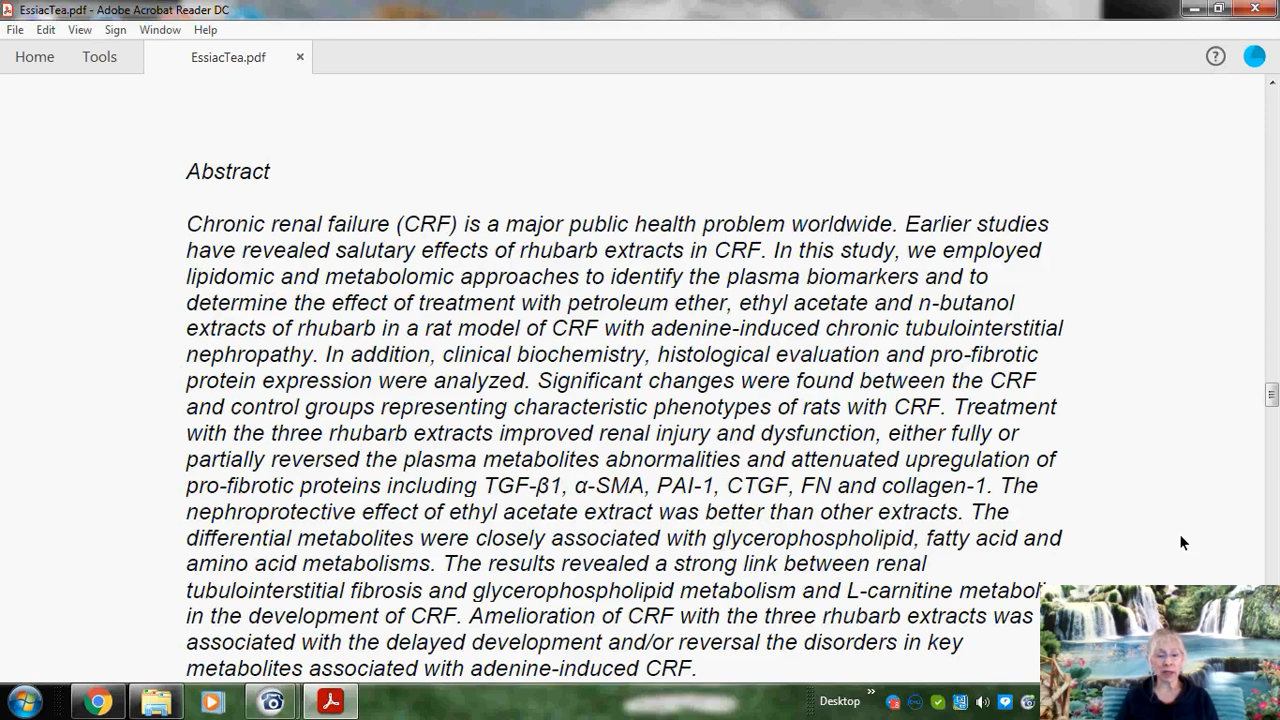 EssiacTea.pdf - Adobe Acrobat Reader DC
File Edit View Sign Window Help
Home Tools EssiacTea.pdf × ?
Abstract
Chronic renal failure (CRF) is a major public health problem worldwide. Earlier studies
have revealed salutary effects of rhubarb extracts in CRF. In this study, we employed
lipidomic and metabolomic approaches to identify the plasma biomarkers and to
determine the effect of treatment with petroleum ether, ethyl acetate and n-butanol
extracts of rhubarb in a rat model of CRF with adenine-induced chronic tubulointerstitial
nephropathy. In addition, clinical biochemistry, histological evaluation and pro-fibrotic
protein expression were analyzed. Significant changes were found between the CRF
and control groups representing characteristic phenotypes of rats with CRF. Treatment
with the three rhubarb extracts improved renal injury and dysfunction, either fully or
partially reversed the plasma metabolites abnormalities and attenuated upregulation of
pro-fibrotic proteins including TGF-β1, α-SMA, PAI-1, CTGF, FN and collagen-1. The
nephroprotective effect of ethyl acetate extract was better than other extracts. The
differential metabolites were closely associated with glycerophospholipid, fatty acid and
amino acid metabolisms. The results revealed a strong link between renal
tubulointerstitial fibrosis and glycerophospholipid metabolism and L-carnitine metaboli
in the development of CRF. Amelioration of CRF with the three rhubarb extracts was
associated with the delayed development and/or reversal the disorders in key
metabolites associated with adenine-induced CRF.
Desktop »